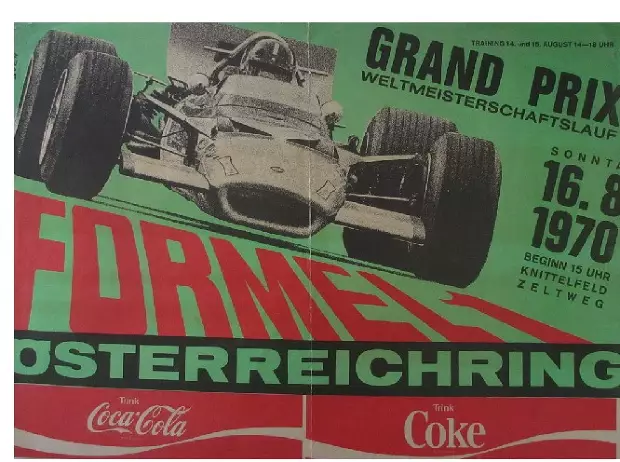 TRAINING 14. und 15. AUGUST 14—18 UHR
GRAND PRIX
WELTMEISTERSCHAFTSLAUF
SONNTA
16. 8
1970
BEGINN 15 UHR
KNITTELFELD
ZELTWEG
FORMEL 1
ÖSTERREICHRING
Trink
Coca-Cola
Trink
Coke